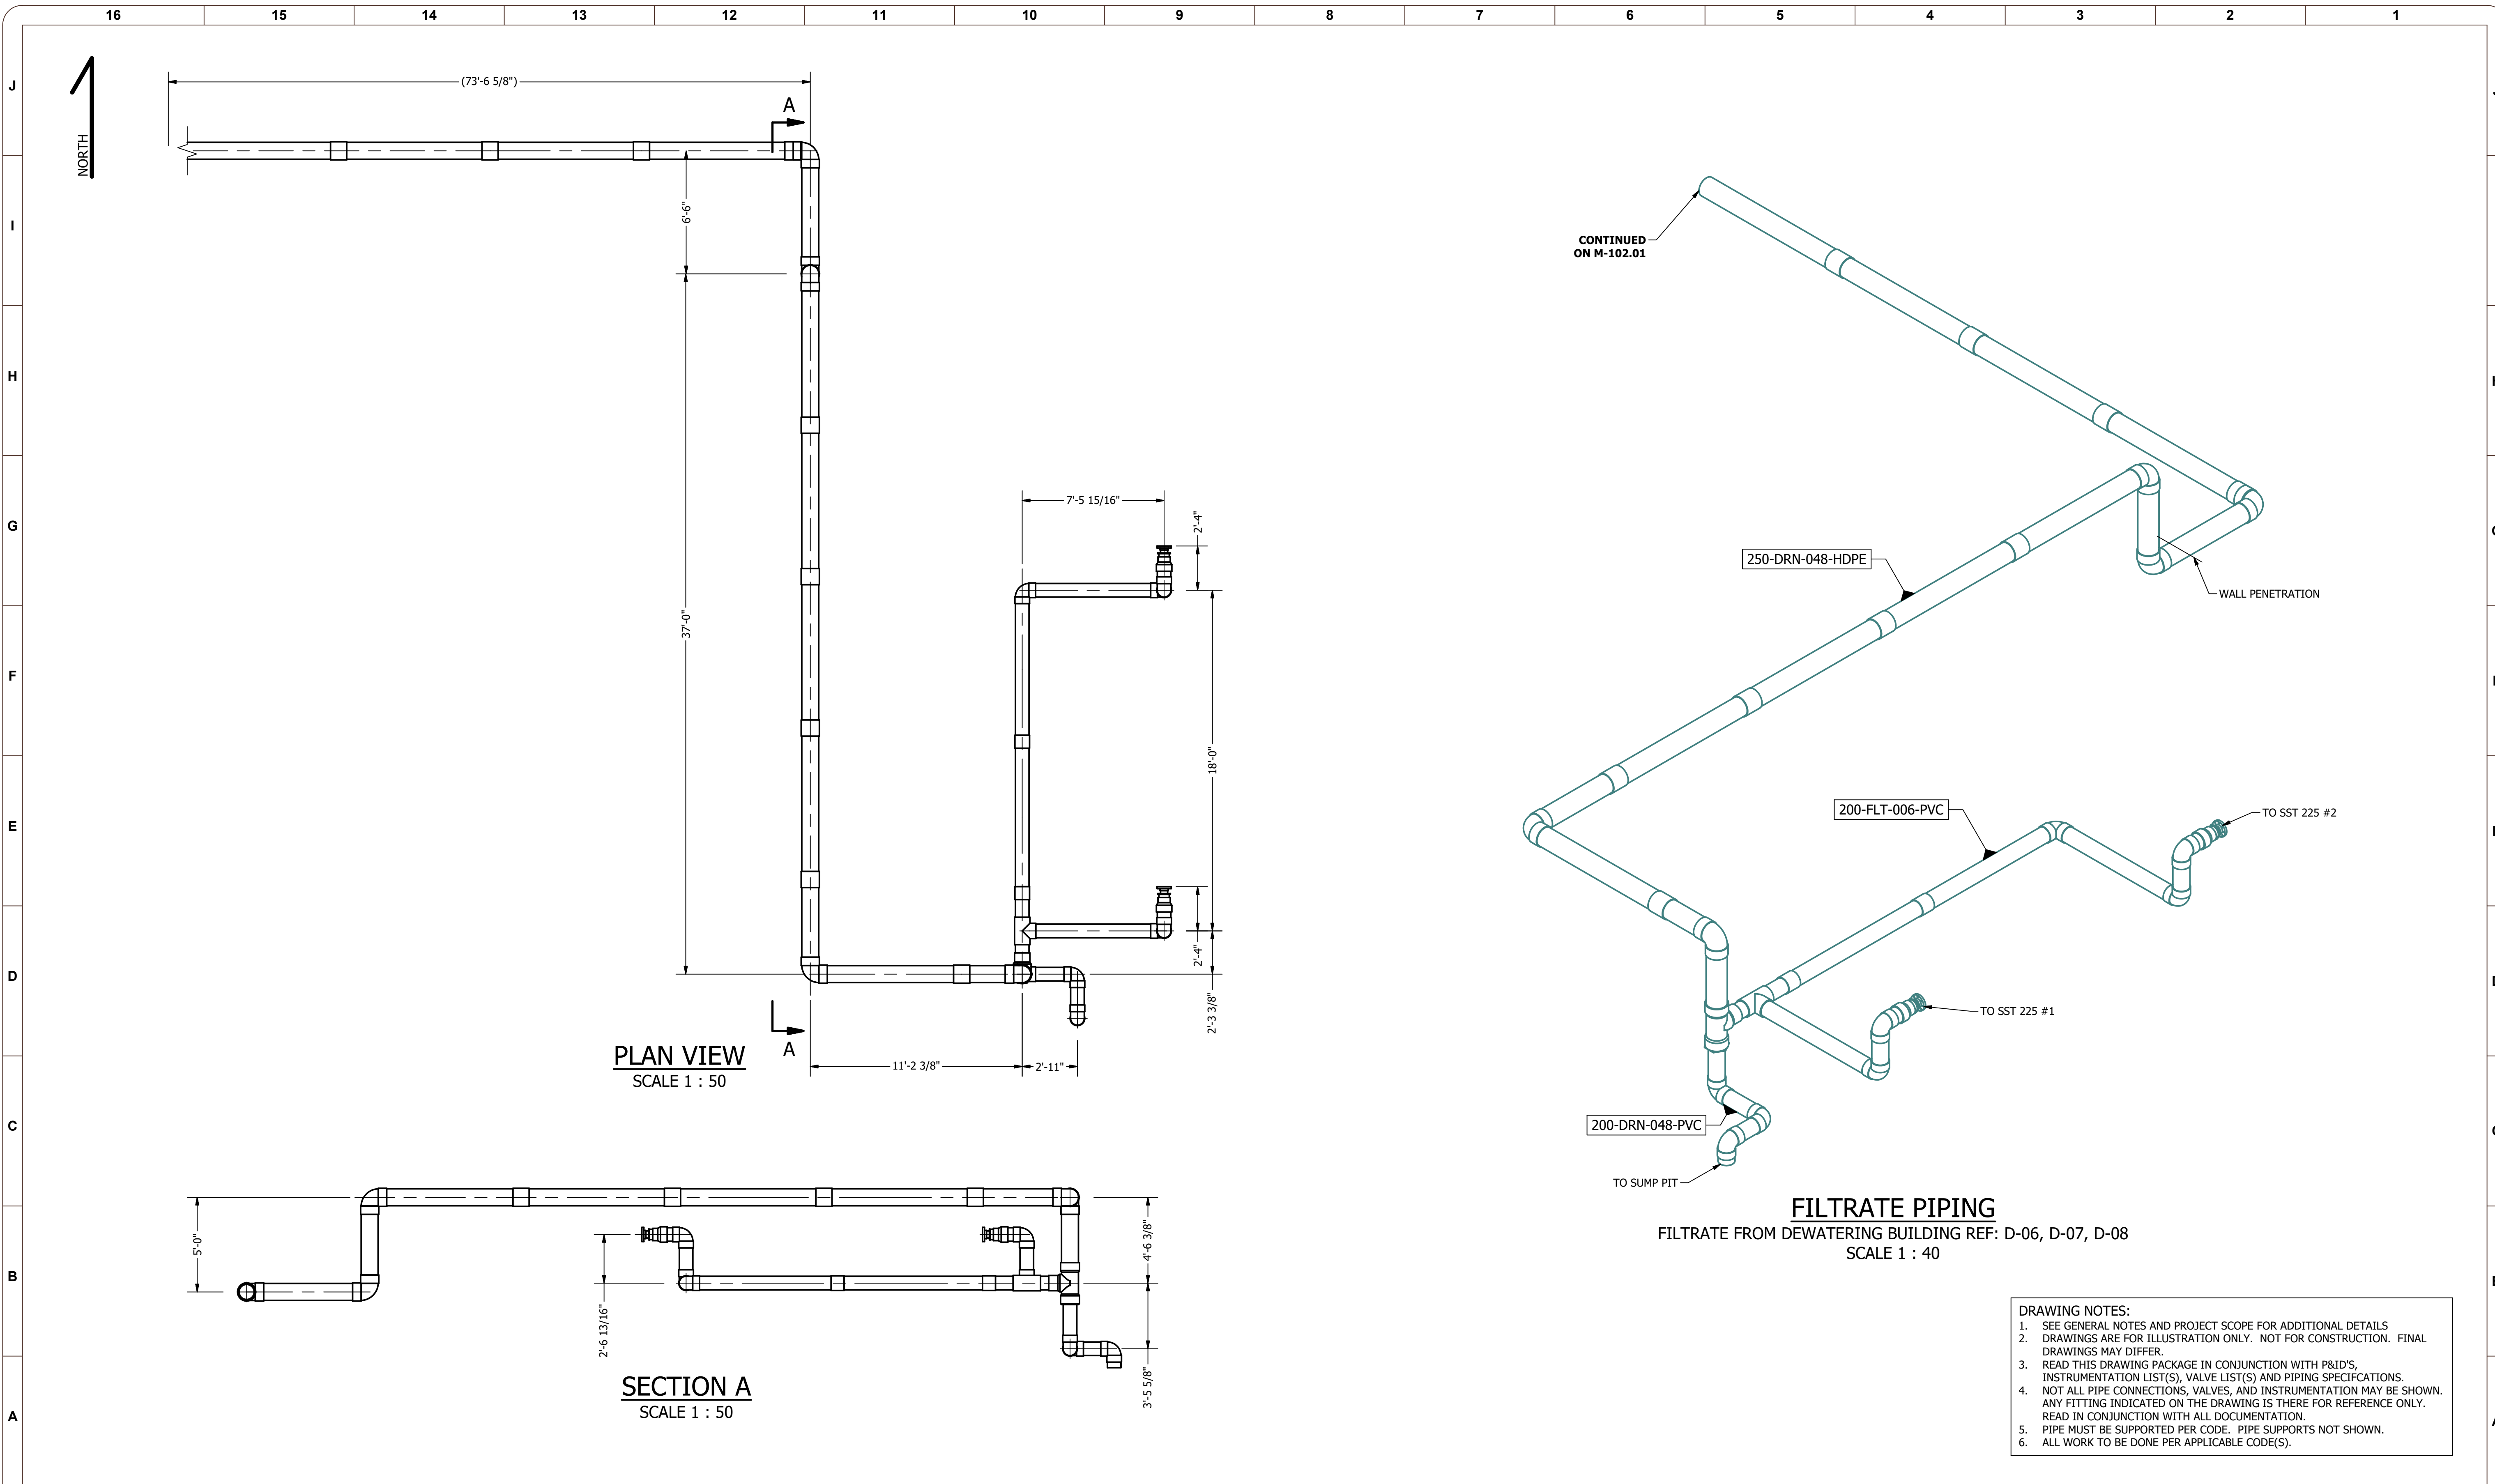 16 15 14 13 12 11 10 9 8 7 6 5 4 3 2 1
J
I
H
G
F
E
D
C
B
A
NORTH
(73'-6 5/8")
A
6'-6"
37'-0"
7'-5 15/16"
2'-4"
18'-0"
2'-4"
2'-3 3/8"
A
11'-2 3/8"
2'-11"
PLAN VIEW
SCALE 1 : 50
5'-0"
2'-6 13/16"
4'-6 3/8"
3'-5 5/8"
SECTION A
SCALE 1 : 50
CONTINUED
ON M-102.01
250-DRN-048-HDPE
WALL PENETRATION
200-FLT-006-PVC
TO SST 225 #2
TO SST 225 #1
200-DRN-048-PVC
TO SUMP PIT
FILTRATE PIPING
FILTRATE FROM DEWATERING BUILDING REF: D-06, D-07, D-08
SCALE 1 : 40
DRAWING NOTES:
1. SEE GENERAL NOTES AND PROJECT SCOPE FOR ADDITIONAL DETAILS
2. DRAWINGS ARE FOR ILLUSTRATION ONLY. NOT FOR CONSTRUCTION. FINAL
DRAWINGS MAY DIFFER.
3. READ THIS DRAWING PACKAGE IN CONJUNCTION WITH P&ID'S,
INSTRUMENTATION LIST(S), VALVE LIST(S) AND PIPING SPECIFCATIONS.
4. NOT ALL PIPE CONNECTIONS, VALVES, AND INSTRUMENTATION MAY BE SHOWN.
ANY FITTING INDICATED ON THE DRAWING IS THERE FOR REFERENCE ONLY.
READ IN CONJUNCTION WITH ALL DOCUMENTATION.
5. PIPE MUST BE SUPPORTED PER CODE. PIPE SUPPORTS NOT SHOWN.
6. ALL WORK TO BE DONE PER APPLICABLE CODE(S).